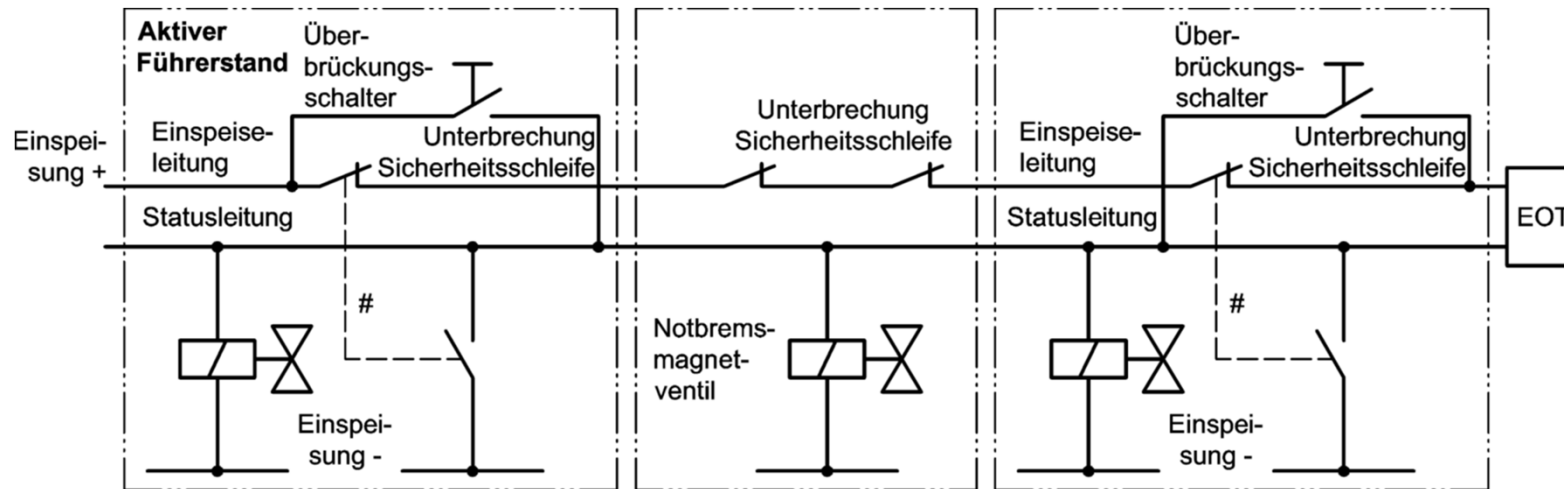 Aktiver
Führerstand
Über-
brückungs-
schalter
Einspei-
sung +
Einspeise-
leitung
Unterbrechung
Sicherheitsschleife
Statusleitung
#
Einspei-
sung -
Unterbrechung
Sicherheitsschleife
Notbrems-
magnet-
ventil
Über-
brückungs-
schalter
Einspeise-
leitung
Unterbrechung
Sicherheitsschleife
Statusleitung
#
Einspei-
sung -
EOT